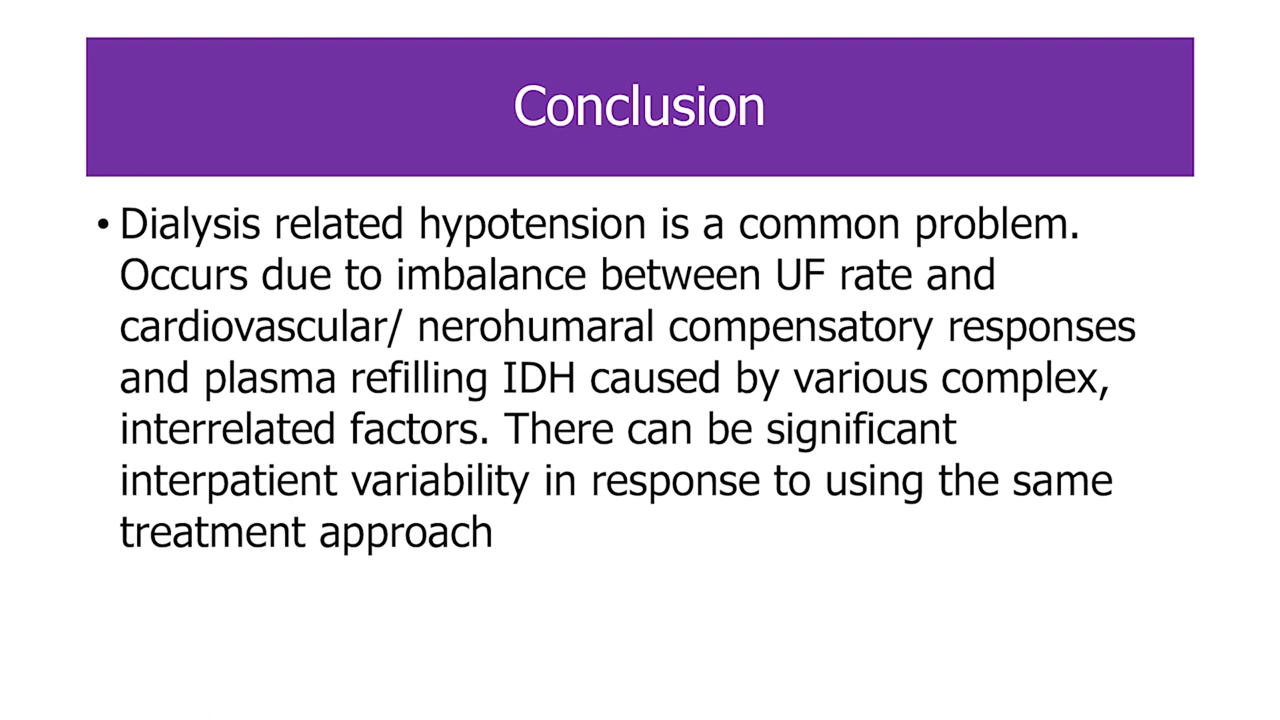 Conclusion
• Dialysis related hypotension is a common problem.
Occurs due to imbalance between UF rate and
cardiovascular/ nerohumaral compensatory responses
and plasma refilling IDH caused by various complex,
interrelated factors. There can be significant
interpatient variability in response to using the same
treatment approach